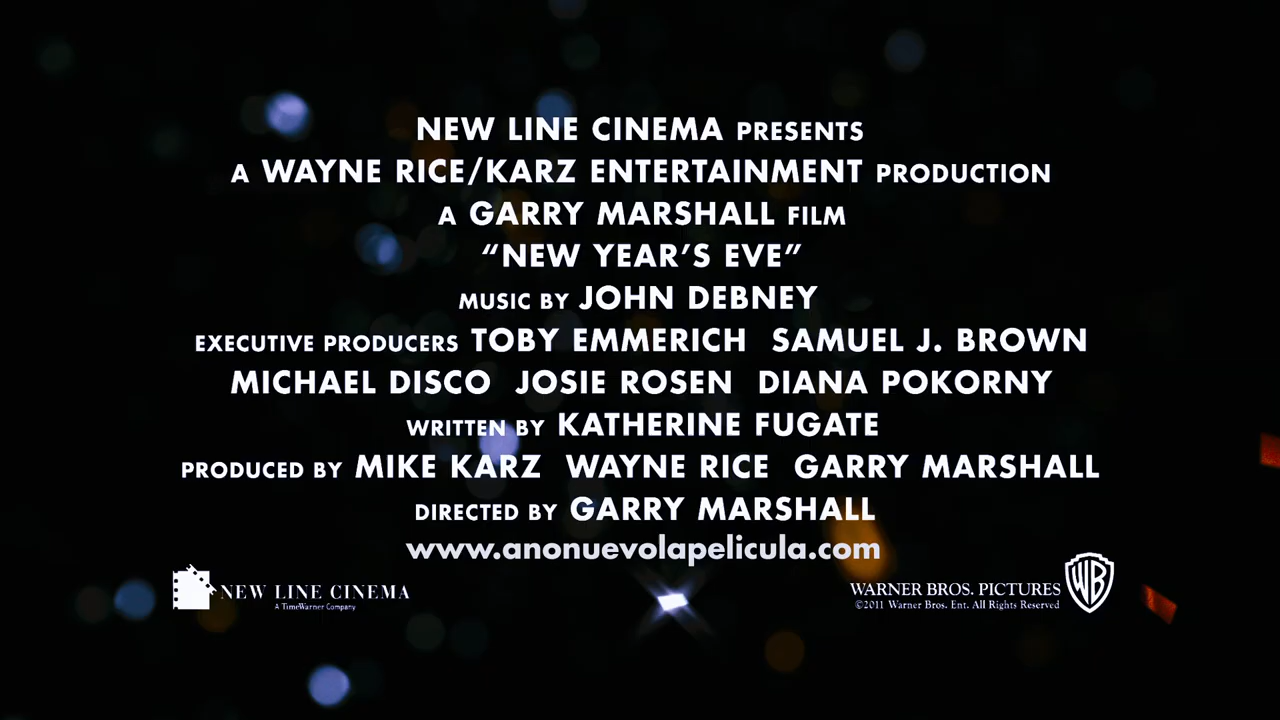 NEW LINE CINEMA PRESENTS
A WAYNE RICE/KARZ ENTERTAINMENT PRODUCTION
A GARRY MARSHALL FILM
“NEW YEAR’S EVE”
MUSIC BY JOHN DEBNEY
EXECUTIVE PRODUCERS TOBY EMMERICH SAMUEL J. BROWN
MICHAEL DISCO JOSIE ROSEN DIANA POKORNY
WRITTEN BY KATHERINE FUGATE
PRODUCED BY MIKE KARZ WAYNE RICE GARRY MARSHALL
DIRECTED BY GARRY MARSHALL
www.anonuevolapelicula.com
NEW LINE CINEMA
A TimeWarner Company
WARNER BROS. PICTURES
©2011 Warner Bros. Ent. All Rights Reserved
WB